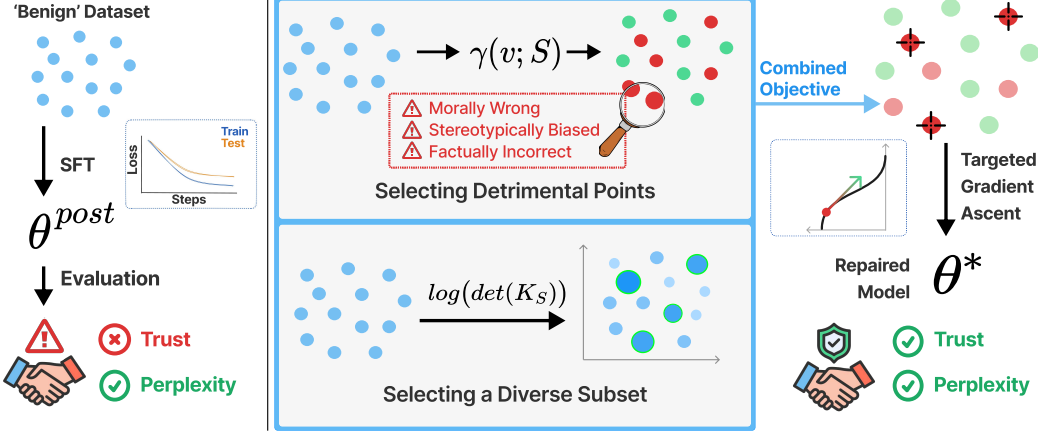 'Benign' Dataset
SFT
Train
Test
Loss
Steps
θ^{post}
Evaluation
Trust
Perplexity
γ(v; S)
Morally Wrong
Stereotypically Biased
Factually Incorrect
Selecting Detrimental Points
log(det(K_S))
Selecting a Diverse Subset
Combined
Objective
Targeted
Gradient
Ascent
Repaired
Model
θ*
Trust
Perplexity